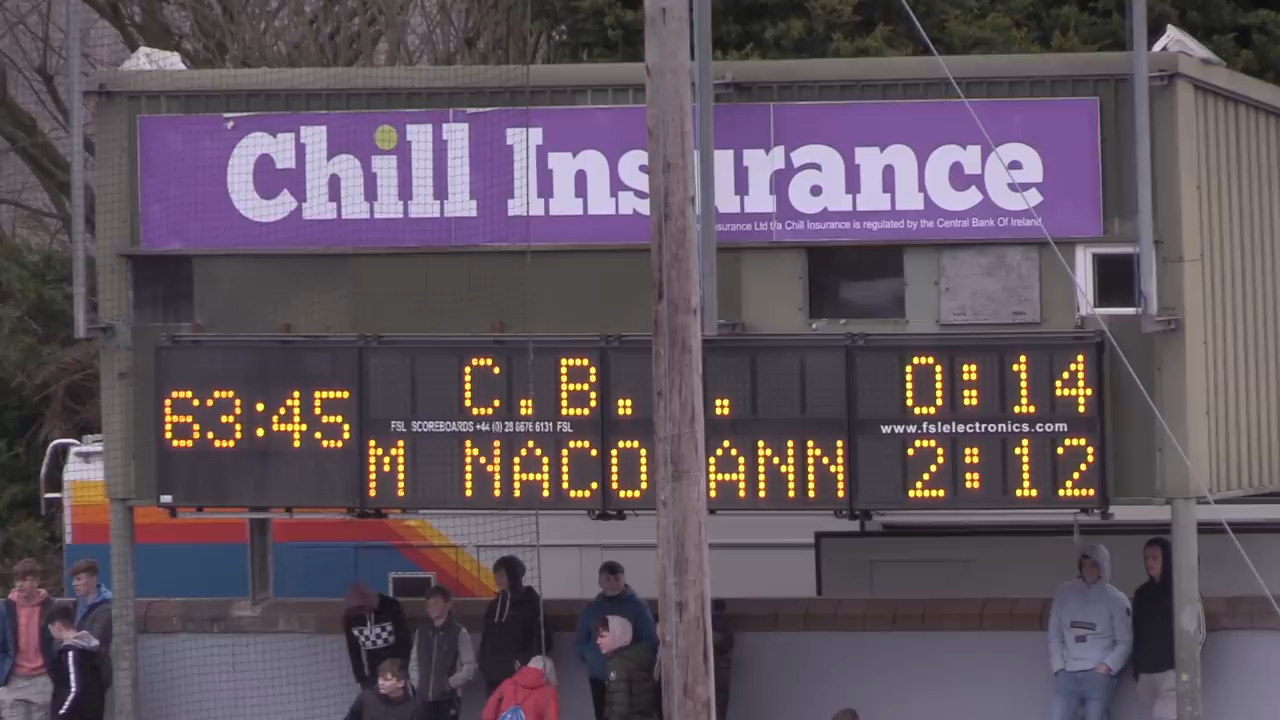 Chill Insurance
Insurance Ltd t/a Chill Insurance is regulated by the Central Bank Of Ireland
63:45
C.B. . 0:14
FSL SCOREBOARDS +44 (0) 28 8676 6131 FSL
www.fslelectronics.com
M NACO ANN 2:12